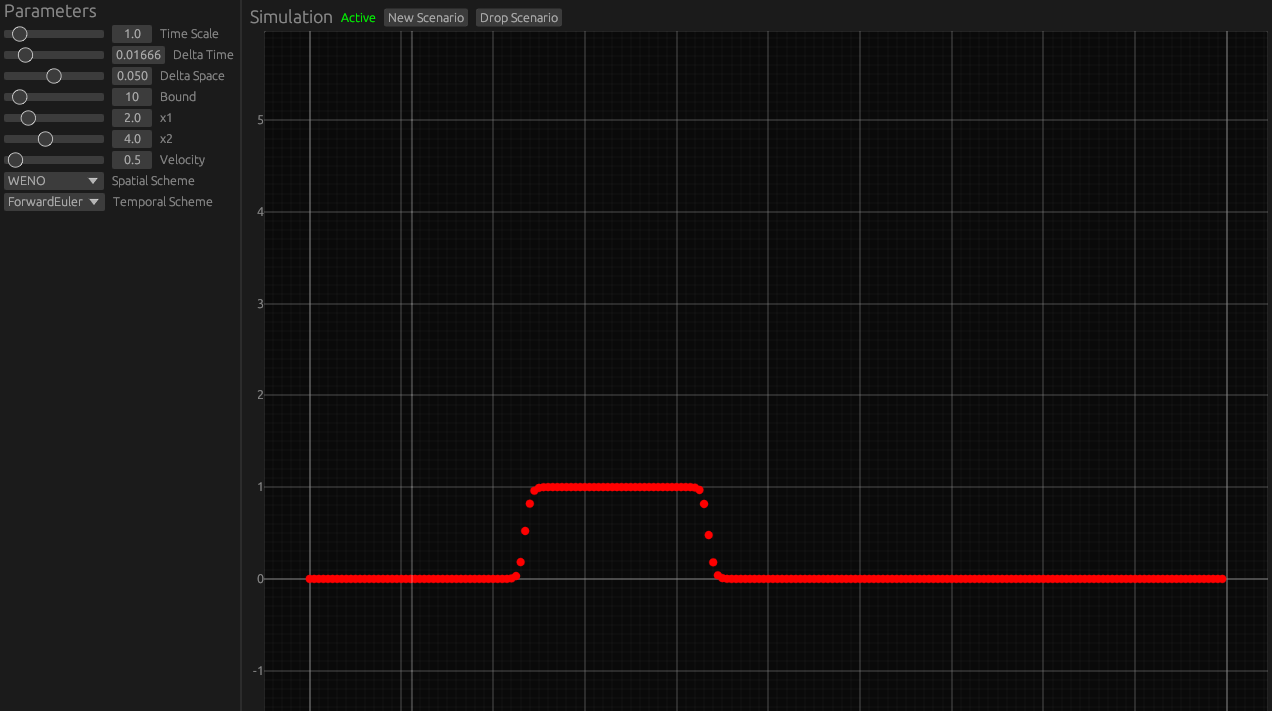 Parameters
1.0 Time Scale
0.01666 Delta Time
0.050 Delta Space
10 Bound
2.0 x1
4.0 x2
0.5 Velocity
WENO Spatial Scheme
ForwardEuler Temporal Scheme
Simulation Active New Scenario Drop Scenario
5
4
3
2
1
0
-1